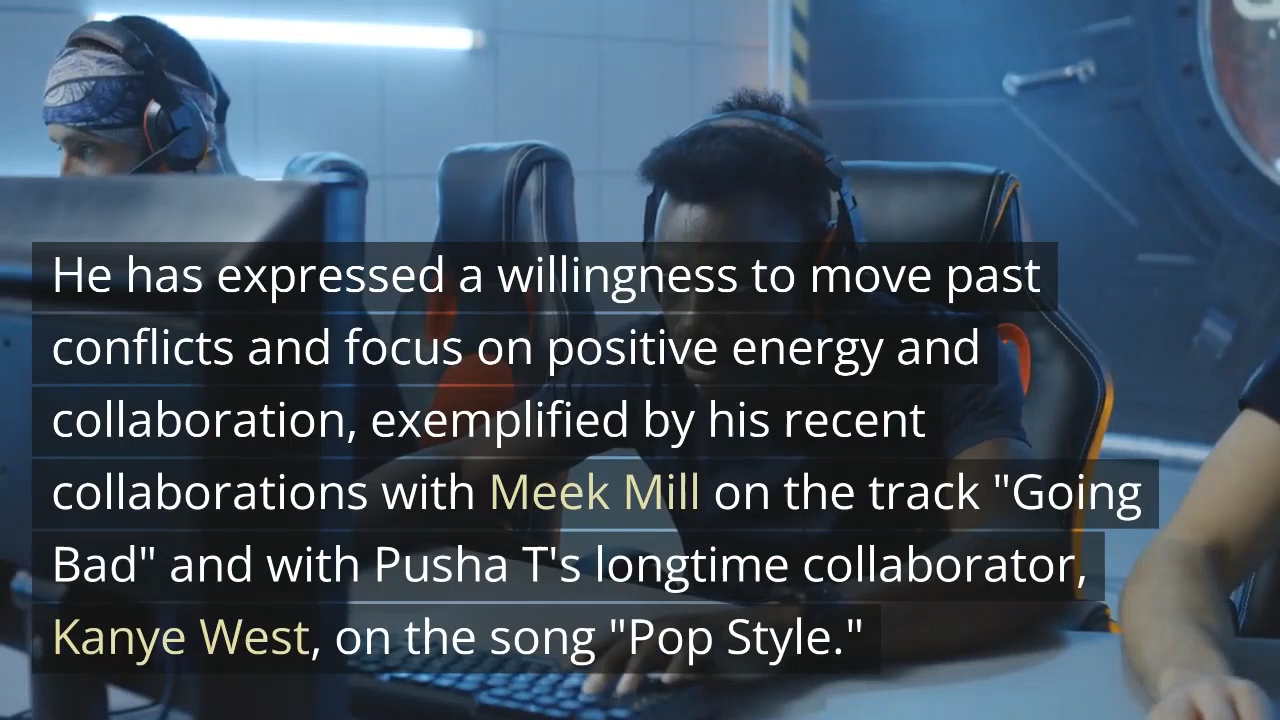 He has expressed a willingness to move past
conflicts and focus on positive energy and
collaboration, exemplified by his recent
collaborations with Meek Mill on the track "Going
Bad" and with Pusha T's longtime collaborator,
Kanye West, on the song "Pop Style."